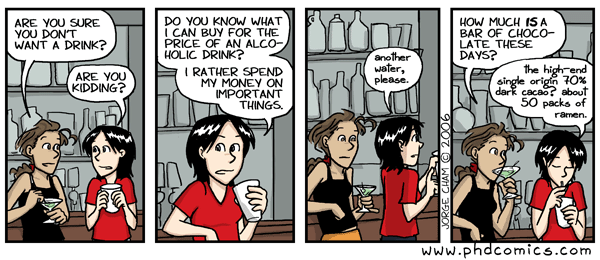 ARE YOU SURE
YOU DON'T
WANT A DRINK?
ARE YOU
KIDDING?
DO YOU KNOW WHAT
I CAN BUY FOR THE
PRICE OF AN ALCO-
HOLIC DRINK?
I RATHER SPEND
MY MONEY ON
IMPORTANT
THINGS.
another
water,
please.
JORGE CHAM © 2006
HOW MUCH IS A
BAR OF CHOCO-
LATE THESE
DAYS?
the high-end
single origin 70%
dark cacao? about
50 packs of
ramen.
www.phdcomics.com